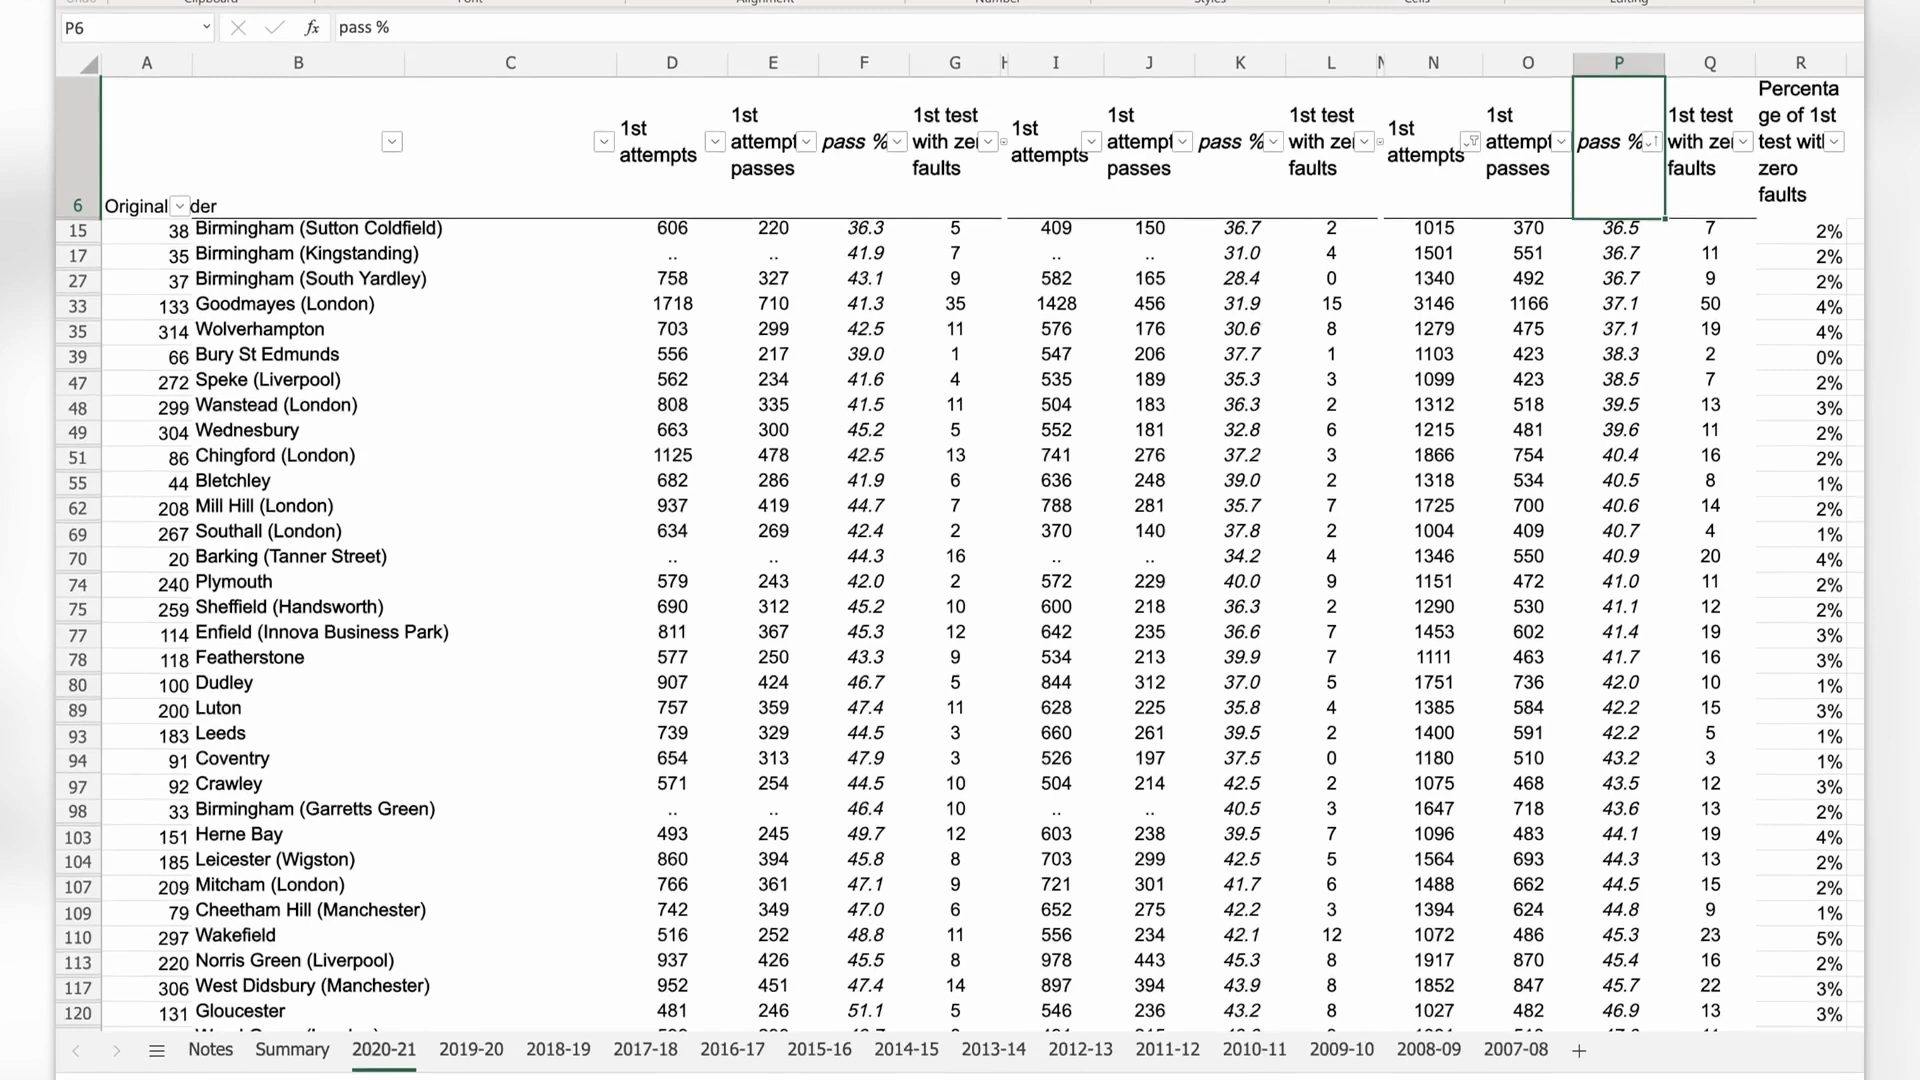 P6 fx pass %
A B C D E F G H I J K L N O P Q R
6 Original 1st attempts 1st attempt passes pass % 1st test with ze faults 1st attempts 1st attempt passes pass % 1st test with ze faults 1st attempts 1st attempt passes pass % 1st test with ze faults Percenta ge of 1st test wit zero faults
15 38 Birmingham (Sutton Coldfield) 606 220 36.3 5 409 150 36.7 2 1015 370 36.5 7 2%
17 35 Birmingham (Kingstanding) .. .. 41.9 7 .. .. 31.0 4 1501 551 36.7 11 2%
27 37 Birmingham (South Yardley) 758 327 43.1 9 582 165 28.4 0 1340 492 36.7 9 2%
33 133 Goodmayes (London) 1718 710 41.3 35 1428 456 31.9 15 3146 1166 37.1 50 4%
35 314 Wolverhampton 703 299 42.5 11 576 176 30.6 8 1279 475 37.1 19 4%
39 66 Bury St Edmunds 556 217 39.0 1 547 206 37.7 1 1103 423 38.3 2 0%
47 272 Speke (Liverpool) 562 234 41.6 4 535 189 35.3 3 1099 423 38.5 7 2%
48 299 Wanstead (London) 808 335 41.5 11 504 183 36.3 2 1312 518 39.5 13 3%
49 304 Wednesbury 663 300 45.2 5 552 181 32.8 6 1215 481 39.6 11 2%
51 86 Chingford (London) 1125 478 42.5 13 741 276 37.2 3 1866 754 40.4 16 2%
55 44 Bletchley 682 286 41.9 6 636 248 39.0 2 1318 534 40.5 8 1%
62 208 Mill Hill (London) 937 419 44.7 7 788 281 35.7 7 1725 700 40.6 14 2%
69 267 Southall (London) 634 269 42.4 2 370 140 37.8 2 1004 409 40.7 4 1%
70 20 Barking (Tanner Street) .. .. 44.3 16 .. .. 34.2 4 1346 550 40.9 20 4%
74 240 Plymouth 579 243 42.0 2 572 229 40.0 9 1151 472 41.0 11 2%
75 259 Sheffield (Handsworth) 690 312 45.2 10 600 218 36.3 2 1290 530 41.1 12 2%
77 114 Enfield (Innova Business Park) 811 367 45.3 12 642 235 36.6 7 1453 602 41.4 19 3%
78 118 Featherstone 577 250 43.3 9 534 213 39.9 7 1111 463 41.7 16 3%
80 100 Dudley 907 424 46.7 5 844 312 37.0 5 1751 736 42.0 10 1%
89 200 Luton 757 359 47.4 11 628 225 35.8 4 1385 584 42.2 15 3%
93 183 Leeds 739 329 44.5 3 660 261 39.5 2 1400 591 42.2 5 1%
94 91 Coventry 654 313 47.9 3 526 197 37.5 0 1180 510 43.2 3 1%
97 92 Crawley 571 254 44.5 10 504 214 42.5 2 1075 468 43.5 12 3%
98 33 Birmingham (Garretts Green) .. .. 46.4 10 .. .. 40.5 3 1647 718 43.6 13 2%
103 151 Herne Bay 493 245 49.7 12 603 238 39.5 7 1096 483 44.1 19 4%
104 185 Leicester (Wigston) 860 394 45.8 8 703 299 42.5 5 1564 693 44.3 13 2%
107 209 Mitcham (London) 766 361 47.1 9 721 301 41.7 6 1488 662 44.5 15 2%
109 79 Cheetham Hill (Manchester) 742 349 47.0 6 652 275 42.2 3 1394 624 44.8 9 1%
110 297 Wakefield 516 252 48.8 11 556 234 42.1 12 1072 486 45.3 23 5%
113 220 Norris Green (Liverpool) 937 426 45.5 8 978 443 45.3 8 1917 870 45.4 16 2%
117 306 West Didsbury (Manchester) 952 451 47.4 14 897 394 43.9 8 1852 847 45.7 22 3%
120 131 Gloucester 481 246 51.1 5 546 236 43.2 8 1027 482 46.9 13 3%
Notes Summary 2020-21 2019-20 2018-19 2017-18 2016-17 2015-16 2014-15 2013-14 2012-13 2011-12 2010-11 2009-10 2008-09 2007-08 +